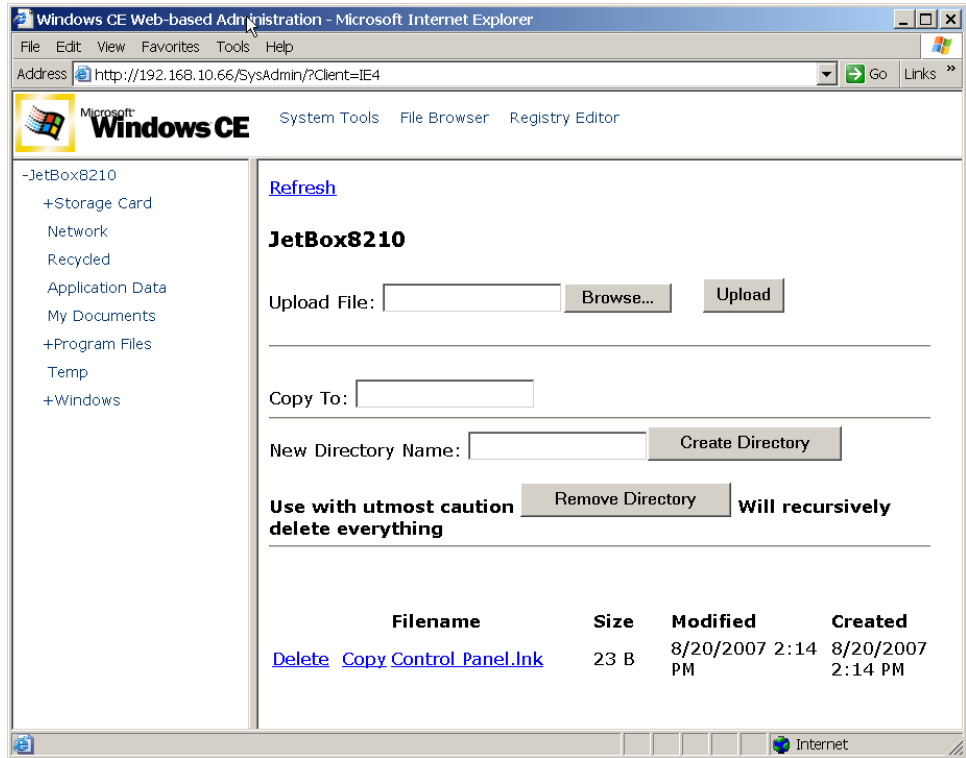 Windows CE Web-based Administration - Microsoft Internet Explorer
File Edit View Favorites Tools Help
Address http://192.168.10.66/SysAdmin/?Client=IE4 Go Links »
Microsoft®
Windows CE System Tools File Browser Registry Editor
-JetBox8210
+Storage Card
Network
Recycled
Application Data
My Documents
+Program Files
Temp
+Windows
Refresh
JetBox8210
Upload File: Browse... Upload
Copy To:
New Directory Name: Create Directory
Use with utmost caution Remove Directory Will recursively
delete everything
Filename Size Modified Created
Delete Copy Control Panel.lnk 23 B 8/20/2007 2:14 PM 8/20/2007 2:14 PM
Internet